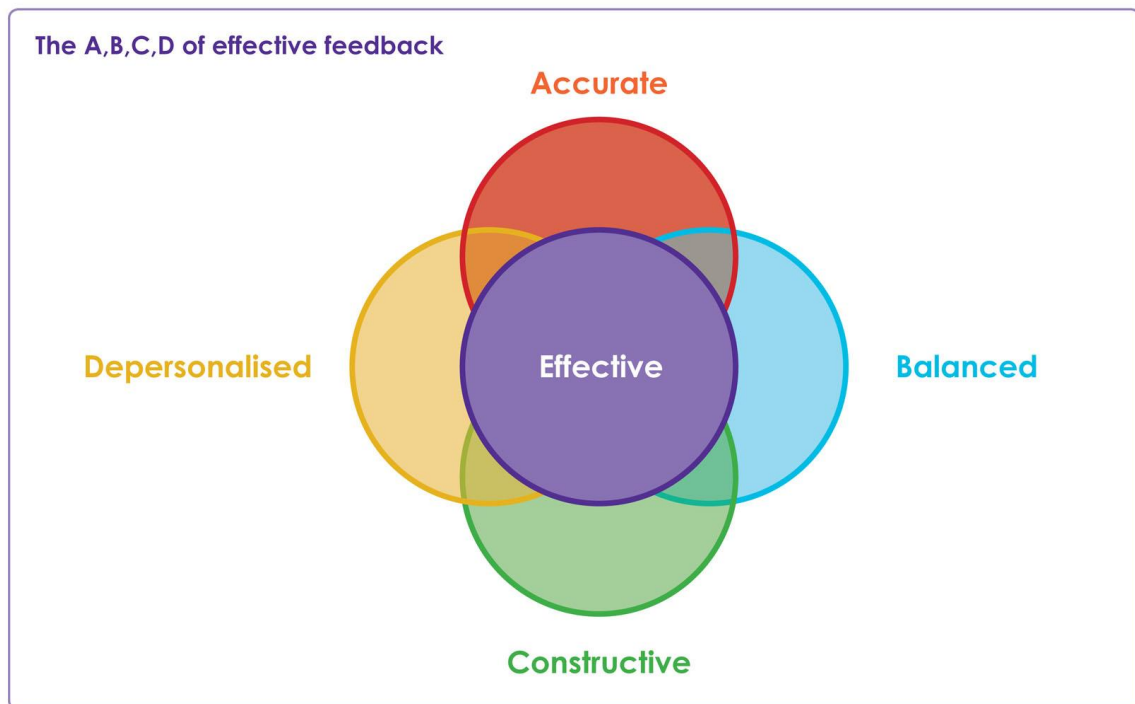 The A,B,C,D of effective feedback
Accurate
Depersonalised
Effective
Balanced
Constructive